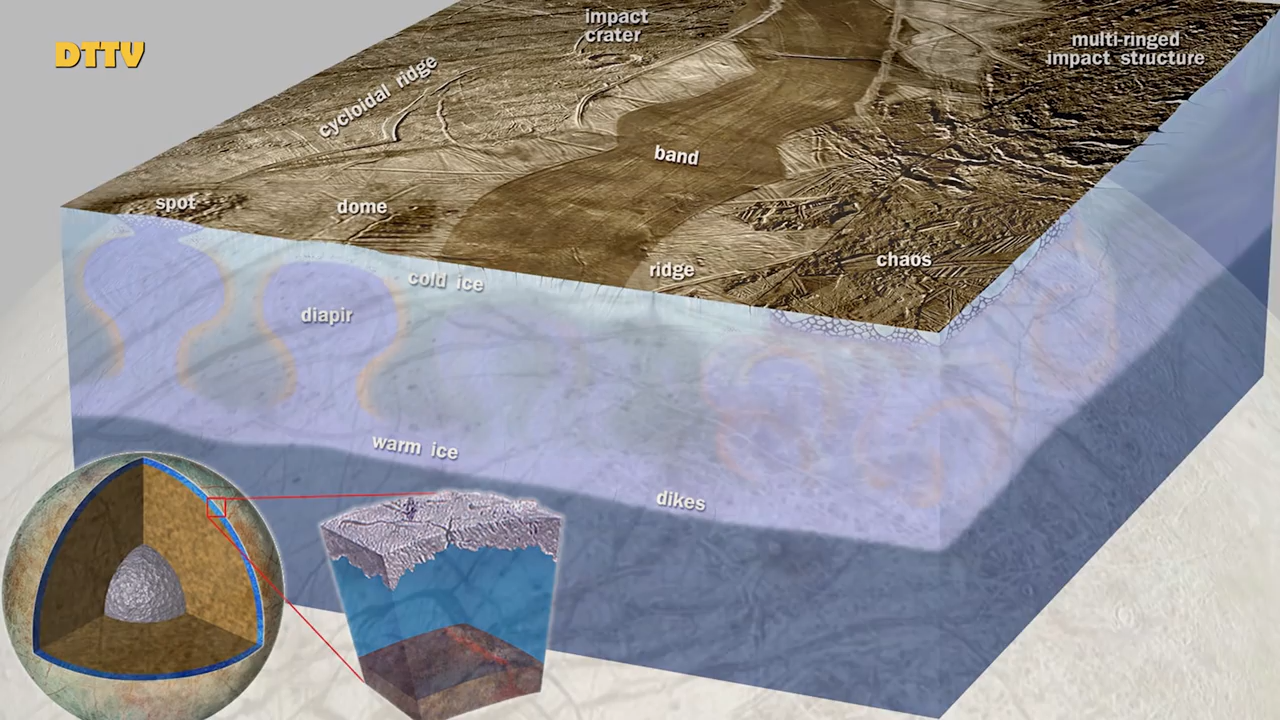 DTTV
impact
crater
multi-ringed
impact structure
cycloidal ridge
band
spot
dome
ridge
chaos
cold ice
diapir
warm ice
dikes